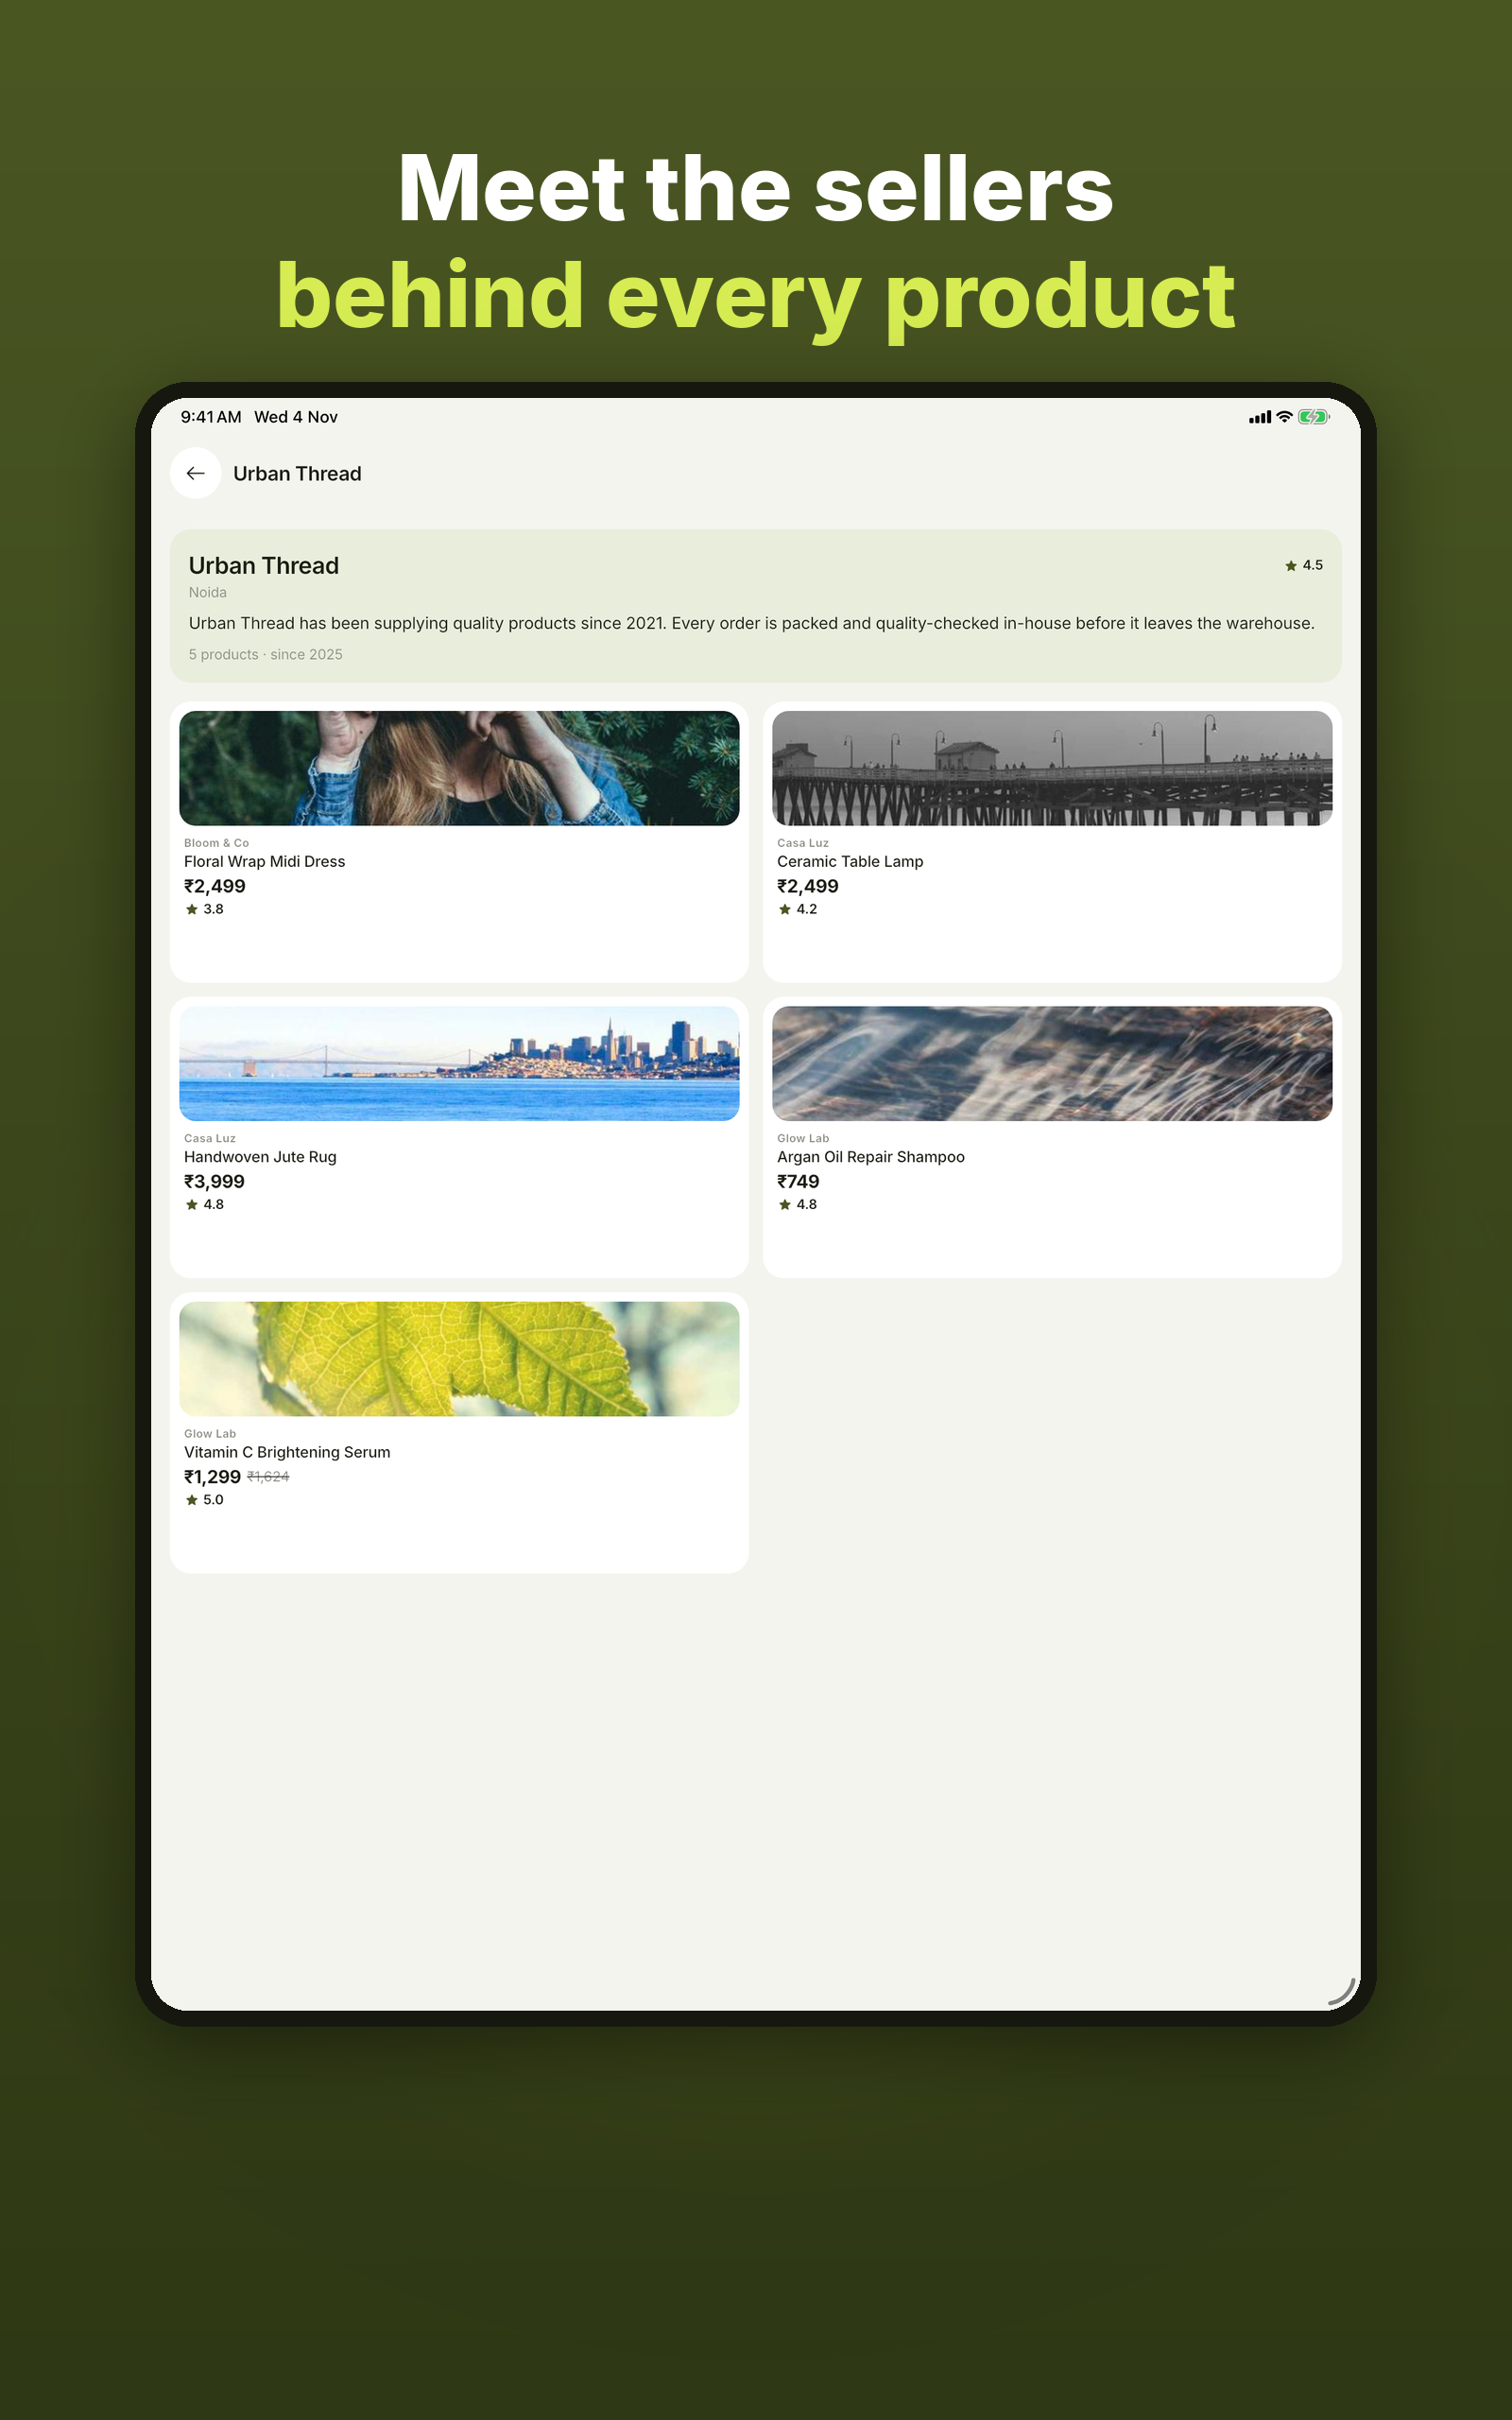 Meet the sellers
behind every product
9:41 AM Wed 4 Nov
Urban Thread
Urban Thread
4.5
Noida
Urban Thread has been supplying quality products since 2021. Every order is packed and quality-checked in-house before it leaves the warehouse.
5 products · since 2025
Bloom & Co
Floral Wrap Midi Dress
₹2,499
3.8
Casa Luz
Ceramic Table Lamp
₹2,499
4.2
Casa Luz
Handwoven Jute Rug
₹3,999
4.8
Glow Lab
Argan Oil Repair Shampoo
₹749
4.8
Glow Lab
Vitamin C Brightening Serum
₹1,299 ₹1,624
5.0